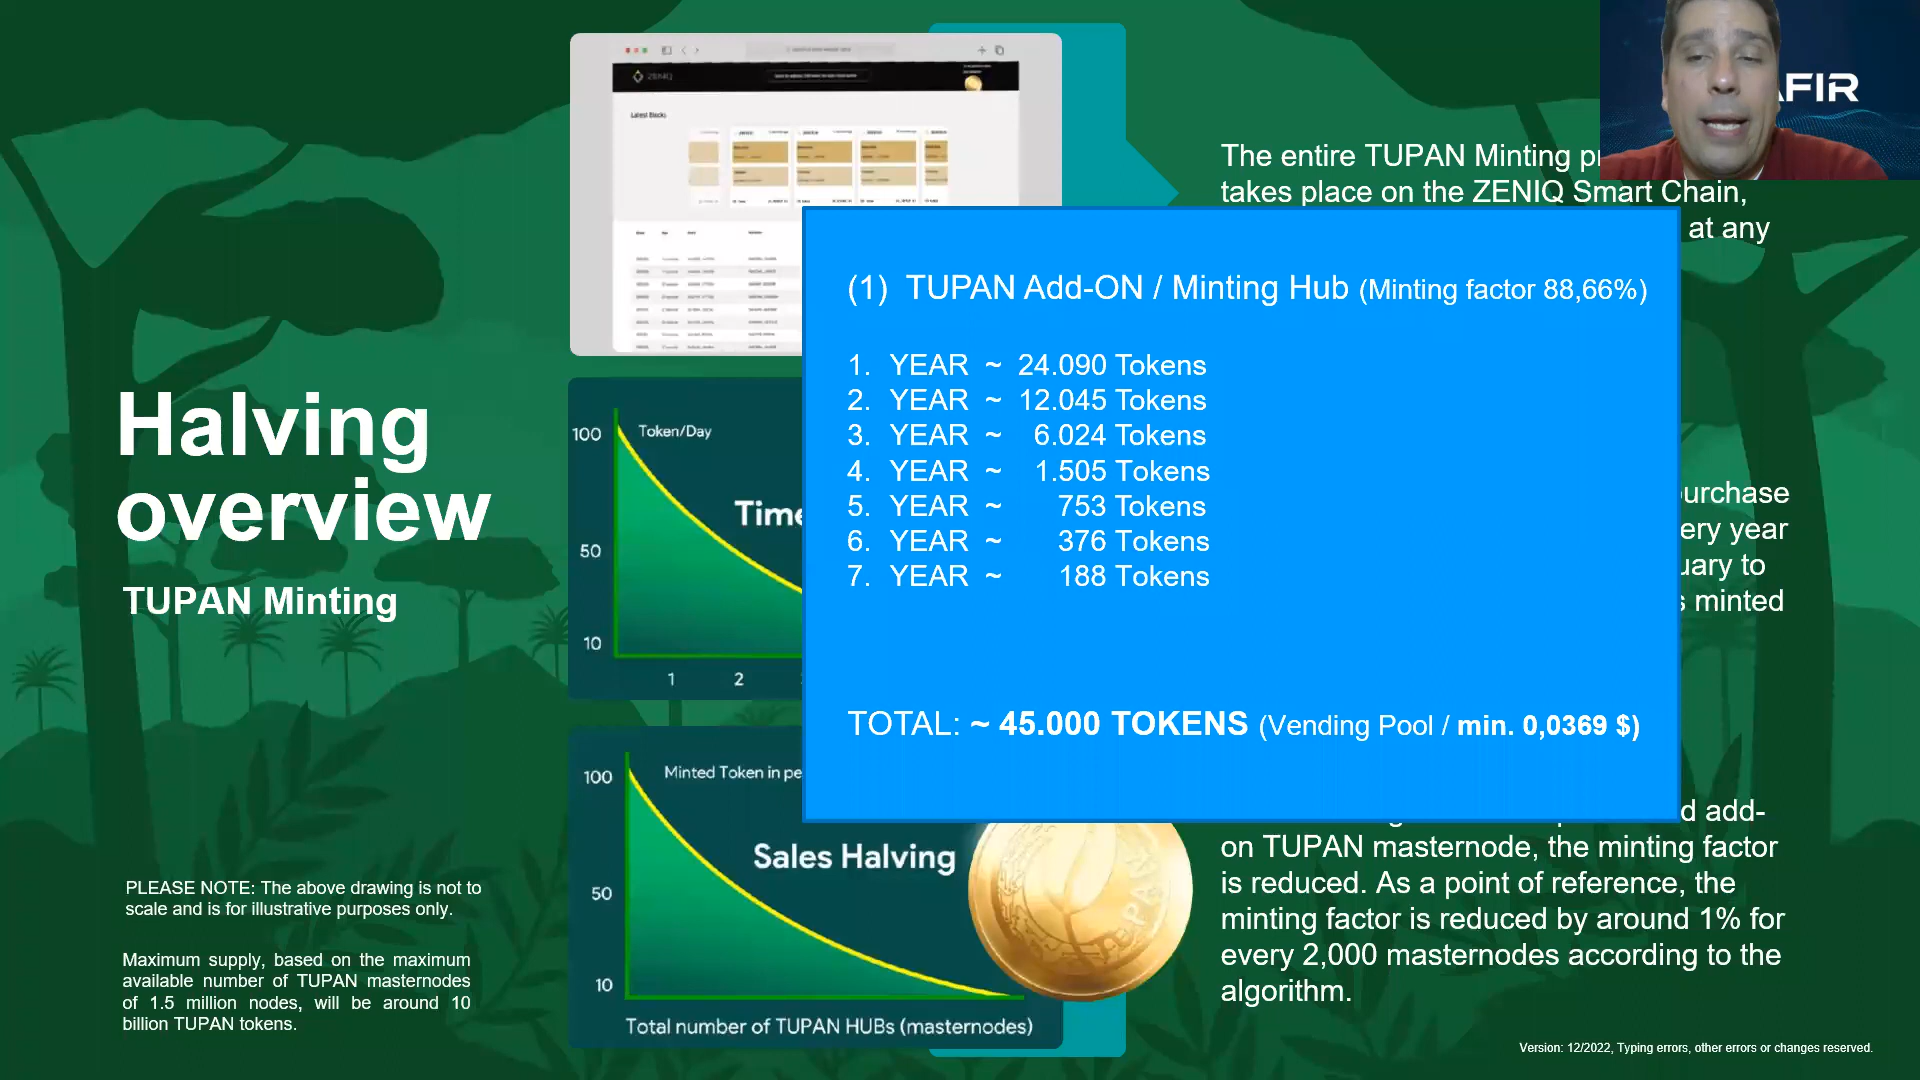 AFIR
ZENIQ
Latest Blocks
The entire TUPAN Minting
takes place on the ZENIQ Smart Chain,
at any
(1) TUPAN Add-ON / Minting Hub (Minting factor 88,66%)
1. YEAR ~ 24.090 Tokens
2. YEAR ~ 12.045 Tokens
3. YEAR ~ 6.024 Tokens
4. YEAR ~ 1.505 Tokens
5. YEAR ~ 753 Tokens
6. YEAR ~ 376 Tokens
7. YEAR ~ 188 Tokens
TOTAL: ~ 45.000 TOKENS (Vending Pool / min. 0,0369 $)
Halving
overview
TUPAN Minting
100
Token/Day
Time
50
10
1 2
purchase
ery year
uary to
minted
100
Minted Token in pe
Sales Halving
50
10
Total number of TUPAN HUBs (masternodes)
TUPAN
d add-
on TUPAN masternode, the minting factor
is reduced. As a point of reference, the
minting factor is reduced by around 1% for
every 2,000 masternodes according to the
algorithm.
PLEASE NOTE: The above drawing is not to
scale and is for illustrative purposes only.
Maximum supply, based on the maximum
available number of TUPAN masternodes
of 1.5 million nodes, will be around 10
billion TUPAN tokens.
Version: 12/2022, Typing errors, other errors or changes reserved.